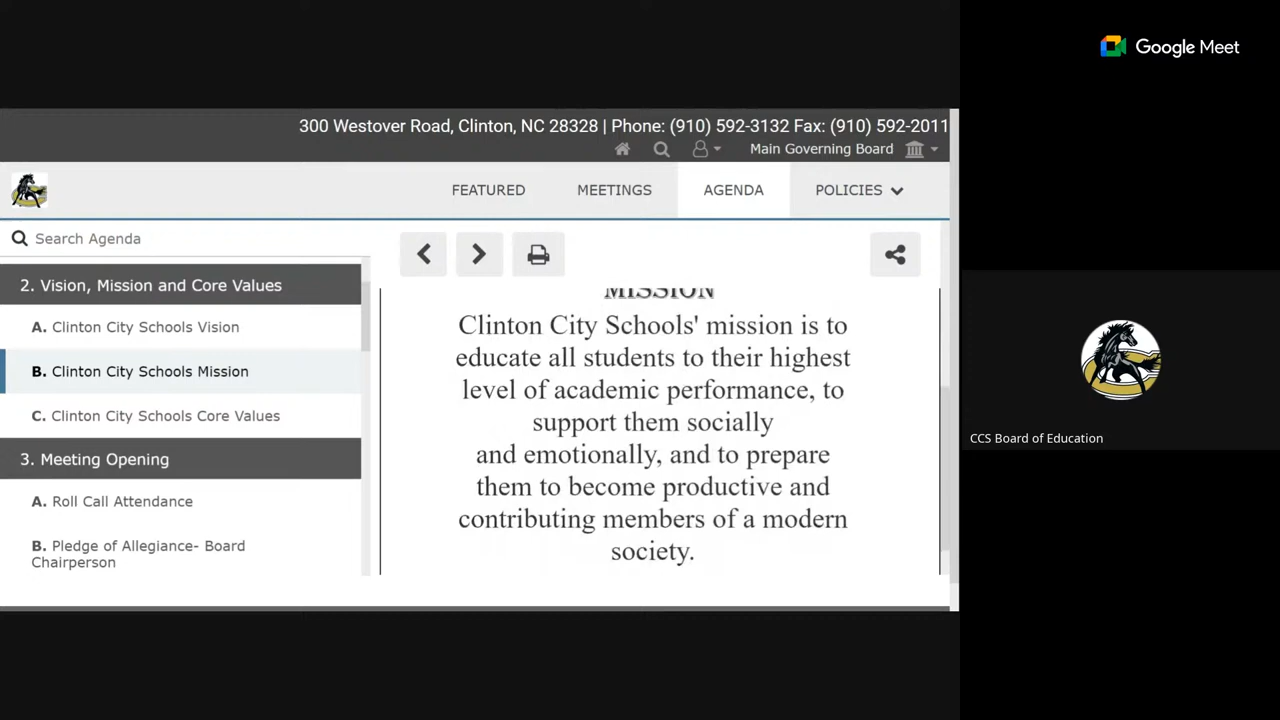 Google Meet
300 Westover Road, Clinton, NC 28328 | Phone: (910) 592-3132 Fax: (910) 592-2011
Main Governing Board
FEATURED
MEETINGS
AGENDA
POLICIES
Search Agenda
2. Vision, Mission and Core Values
A. Clinton City Schools Vision
B. Clinton City Schools Mission
C. Clinton City Schools Core Values
3. Meeting Opening
A. Roll Call Attendance
B. Pledge of Allegiance- Board
Chairperson
MISSION
Clinton City Schools' mission is to
educate all students to their highest
level of academic performance, to
support them socially
and emotionally, and to prepare
them to become productive and
contributing members of a modern
society.
CCS Board of Education